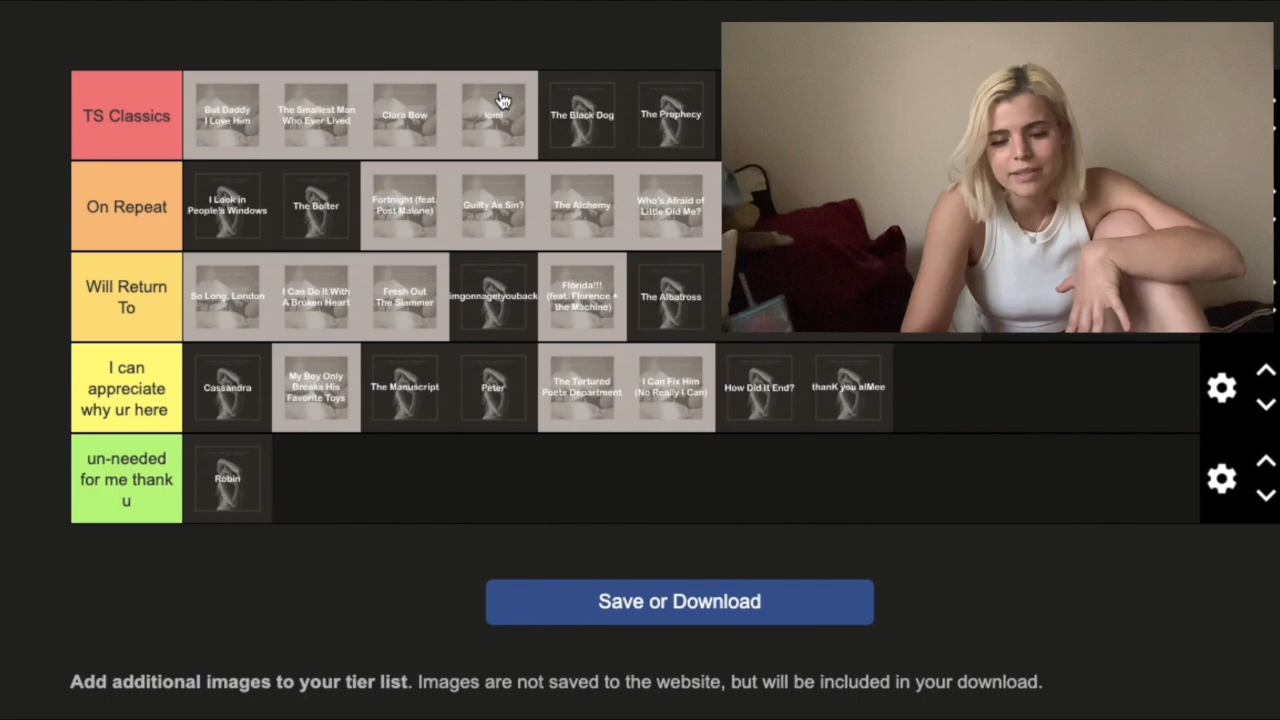 TS Classics
But Daddy
I Love Him
The Smallest Man
Who Ever Lived
Clara Bow
loml
The Black Dog
The Prophecy
On Repeat
I Look in
People's Windows
The Bolter
Fortnight (feat.
Post Malone)
Guilty As Sin?
The Alchemy
Who's Afraid of
Little Old Me?
Will Return
To
So Long, London
I Can Do It With
A Broken Heart
Fresh Out
The Slammer
imgonnagetyouback
Florida!!!
(feat. Florence +
the Machine)
The Albatross
I can
appreciate
why ur here
Cassandra
My Boy Only
Breaks His
Favorite Toys
The Manuscript
Peter
The Tortured
Poets Department
I Can Fix Him
(No Really I Can)
How Did It End?
thanK you aIMee
un-needed
for me thank
u
Robin
Save or Download
Add additional images to your tier list. Images are not saved to the website, but will be included in your download.